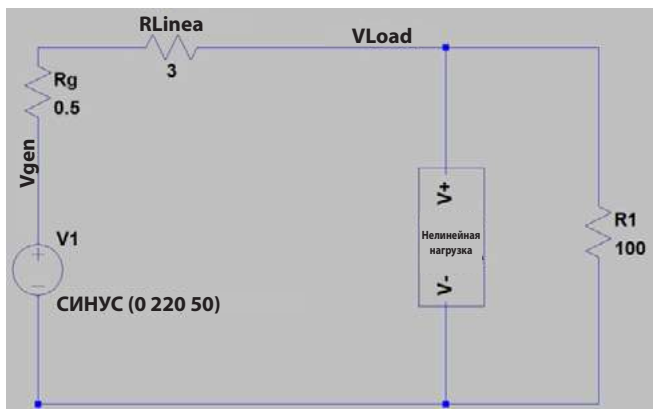 RLinea
3
VLoad
Rg
0.5
Vgen
V1
СИНУС (0 220 50)
V+
Нелинейная
нагрузка
V-
R1
100